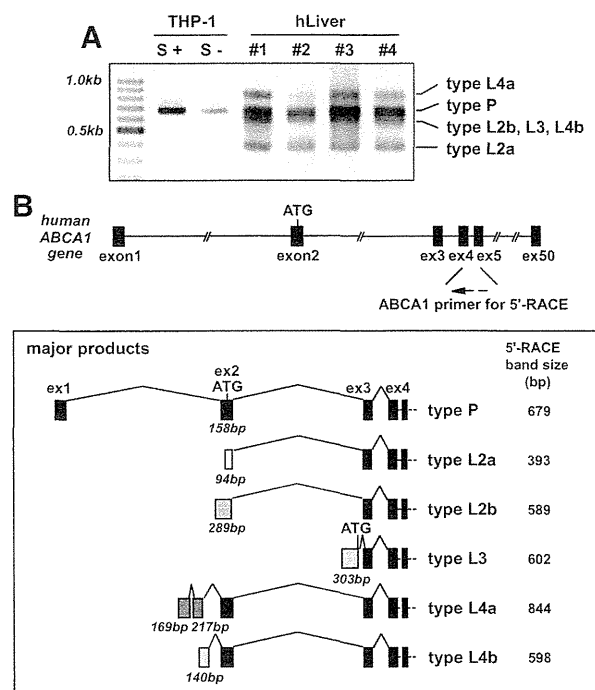 A
THP-1 hLiver
S + S - #1 #2 #3 #4
1.0kb
0.5kb
type L4a
type P
type L2b, L3, L4b
type L2a
B
human ABCA1 gene
ATG
exon1 exon2 ex3 ex4 ex5 ex50
ABCA1 primer for 5'-RACE
major products
5'-RACE
band size
(bp)
ex1 ex2 ATG ex3 ex4
158bp
type P 679
94bp
type L2a 393
289bp
type L2b 589
ATG
303bp
type L3 602
169bp 217bp
type L4a 844
140bp
type L4b 598